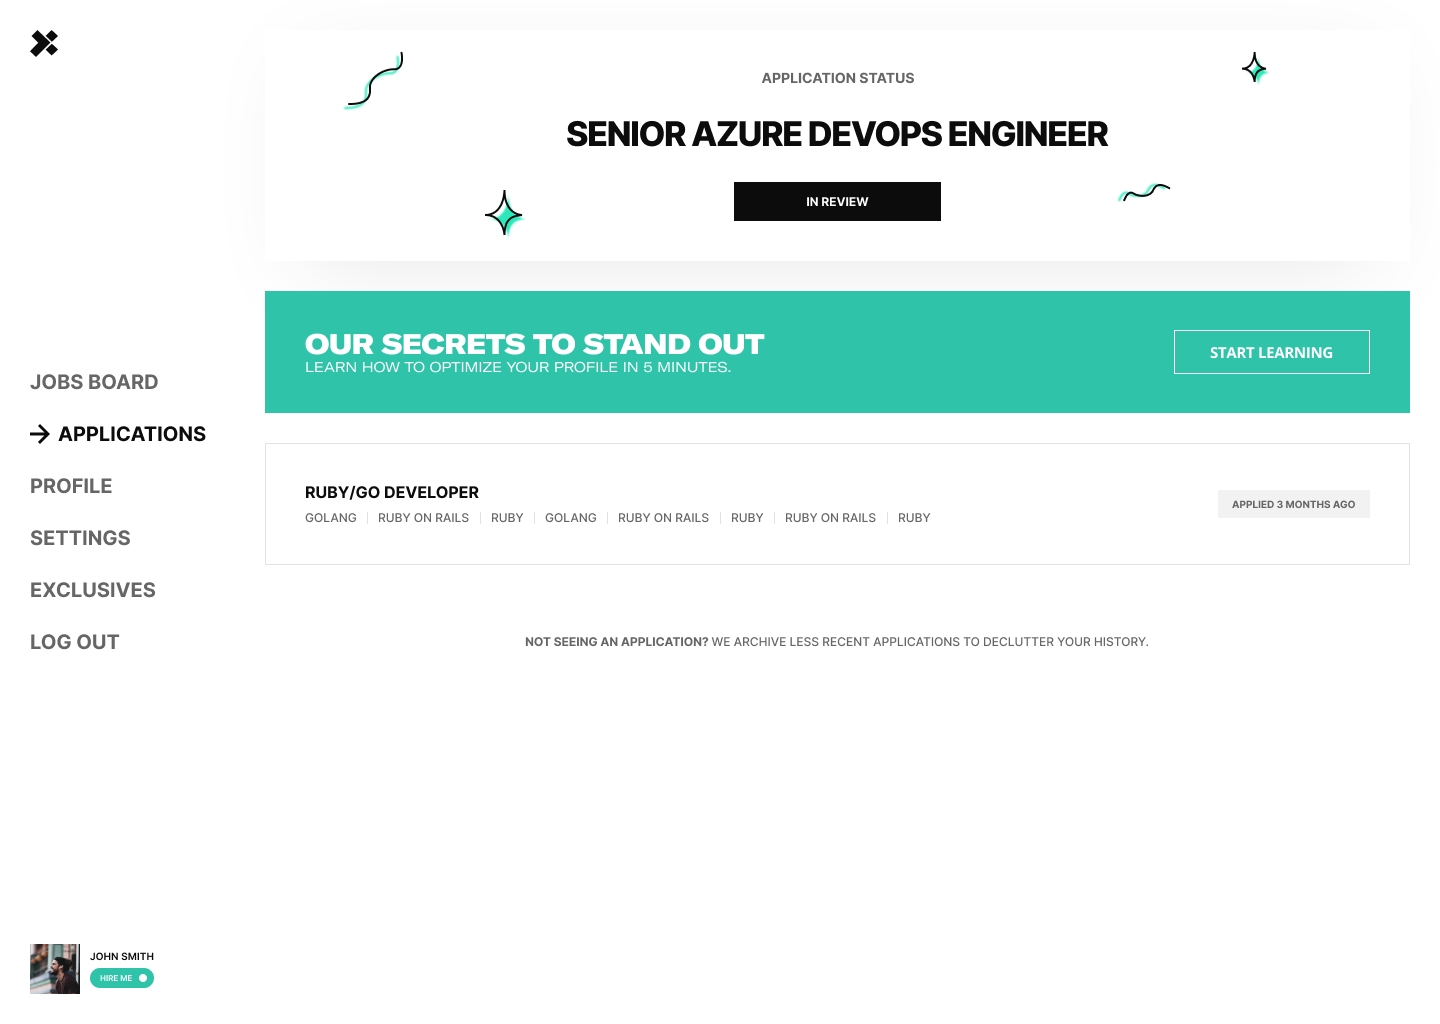 APPLICATION STATUS
SENIOR AZURE DEVOPS ENGINEER
IN REVIEW
OUR SECRETS TO STAND OUT
LEARN HOW TO OPTIMIZE YOUR PROFILE IN 5 MINUTES.
START LEARNING
JOBS BOARD
APPLICATIONS
PROFILE
SETTINGS
EXCLUSIVES
LOG OUT
RUBY/GO DEVELOPER
GOLANG RUBY ON RAILS RUBY GOLANG RUBY ON RAILS RUBY RUBY ON RAILS RUBY
APPLIED 3 MONTHS AGO
NOT SEEING AN APPLICATION? WE ARCHIVE LESS RECENT APPLICATIONS TO DECLUTTER YOUR HISTORY.
JOHN SMITH
HIRE ME